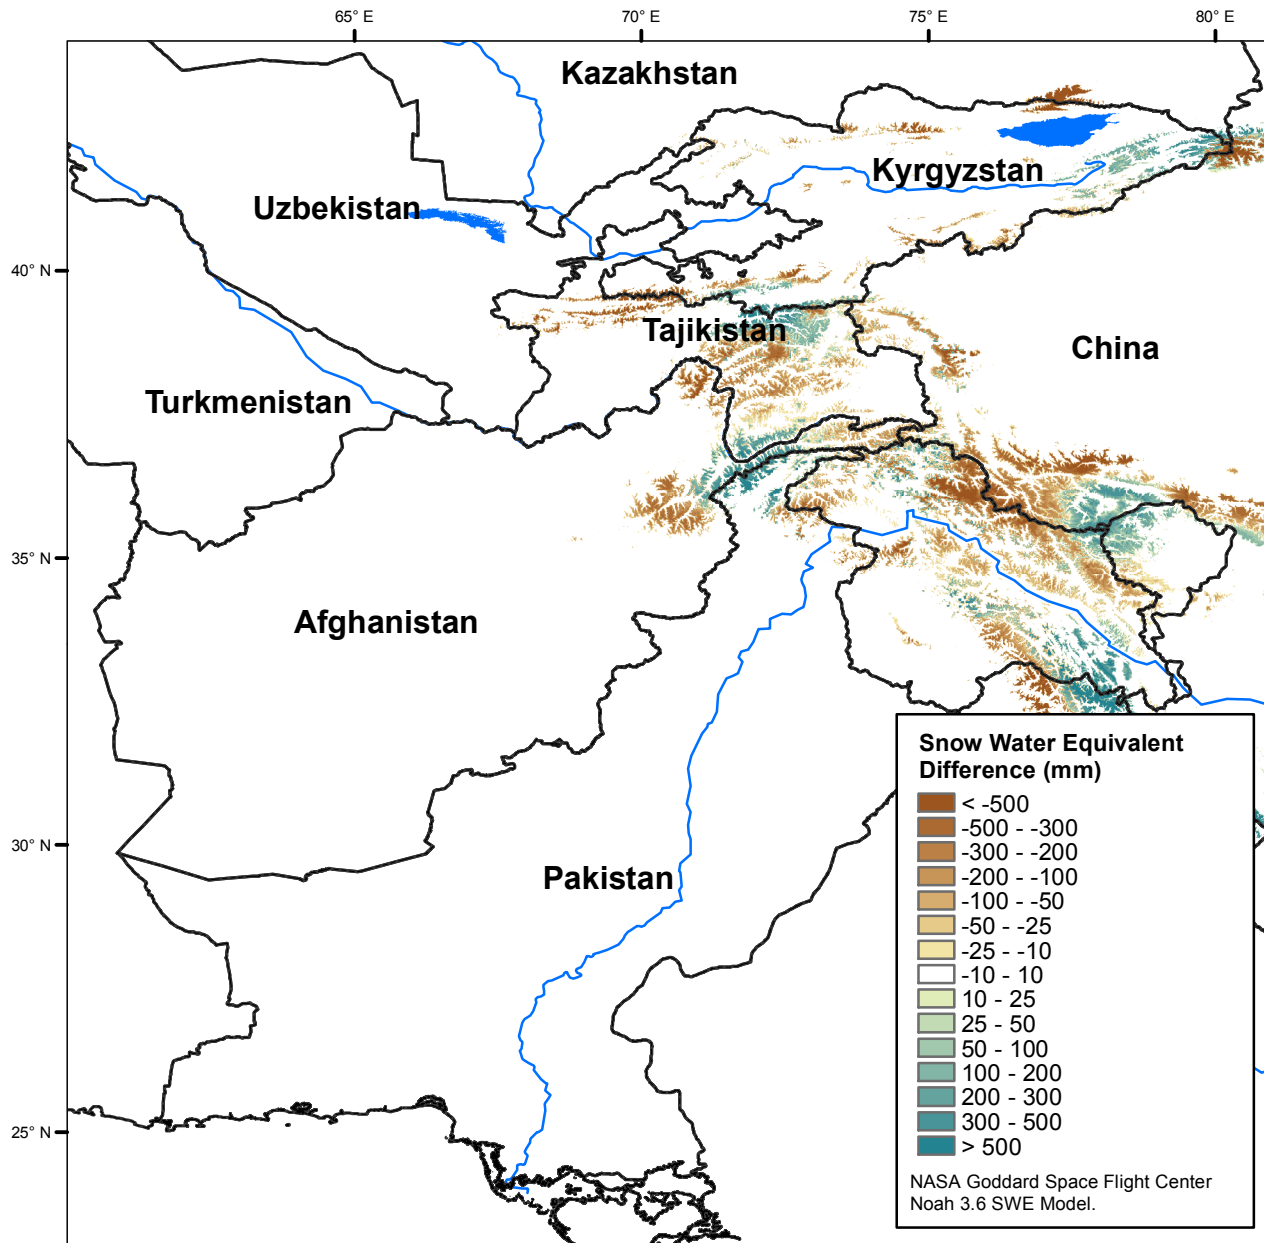 65° E
70° E
75° E
80° E
Kazakhstan
Kyrgyzstan
Uzbekistan
40° N
Tajikistan
China
Turkmenistan
35° N
Afghanistan
Snow Water Equivalent
Difference (mm)
< -500
-500 - -300
-300 - -200
-200 - -100
-100 - -50
-50 - -25
-25 - -10
-10 - 10
10 - 25
25 - 50
50 - 100
100 - 200
200 - 300
300 - 500
> 500
30° N
Pakistan
25° N
NASA Goddard Space Flight Center
Noah 3.6 SWE Model.